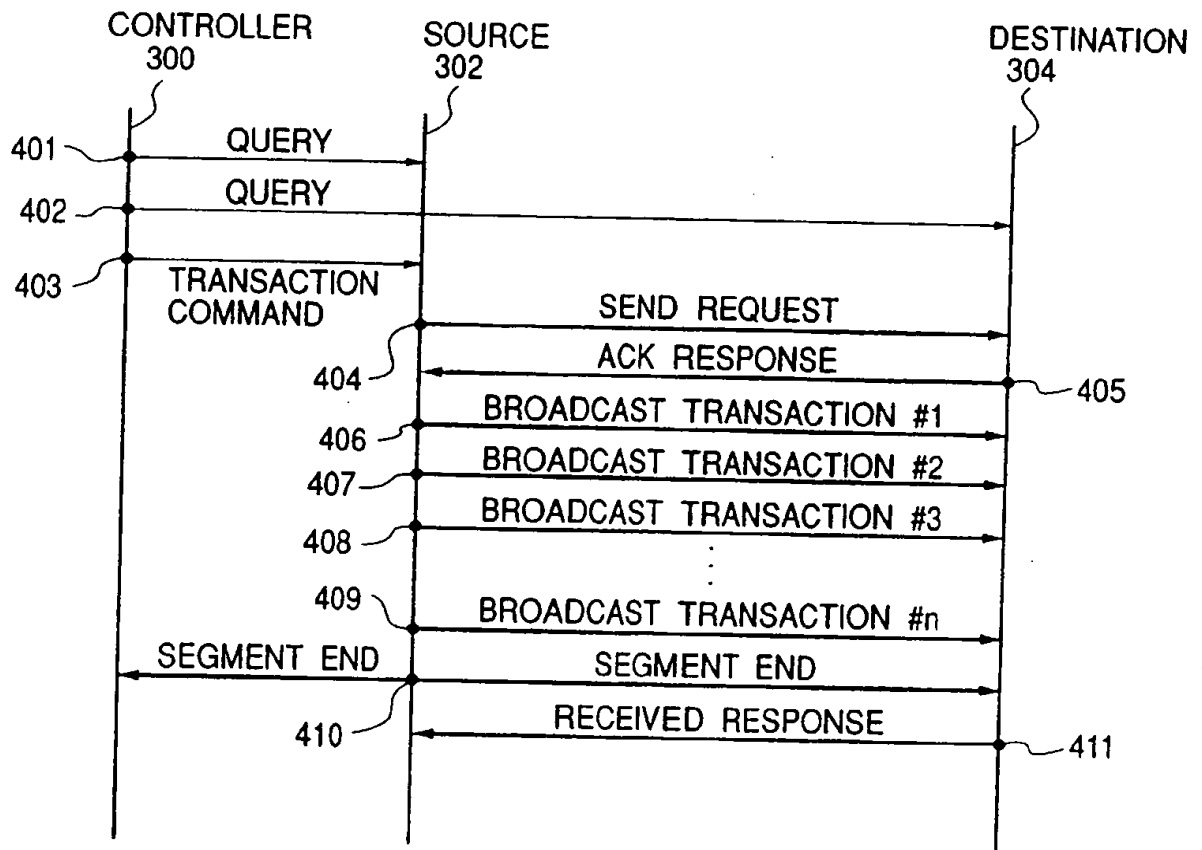 CONTROLLER
300
SOURCE
302
DESTINATION
304
401
QUERY
402
QUERY
403
TRANSACTION
COMMAND
SEND REQUEST
404
ACK RESPONSE
405
BROADCAST TRANSACTION #1
406
BROADCAST TRANSACTION #2
407
BROADCAST TRANSACTION #3
408
409
BROADCAST TRANSACTION #n
SEGMENT END
SEGMENT END
410
RECEIVED RESPONSE
411